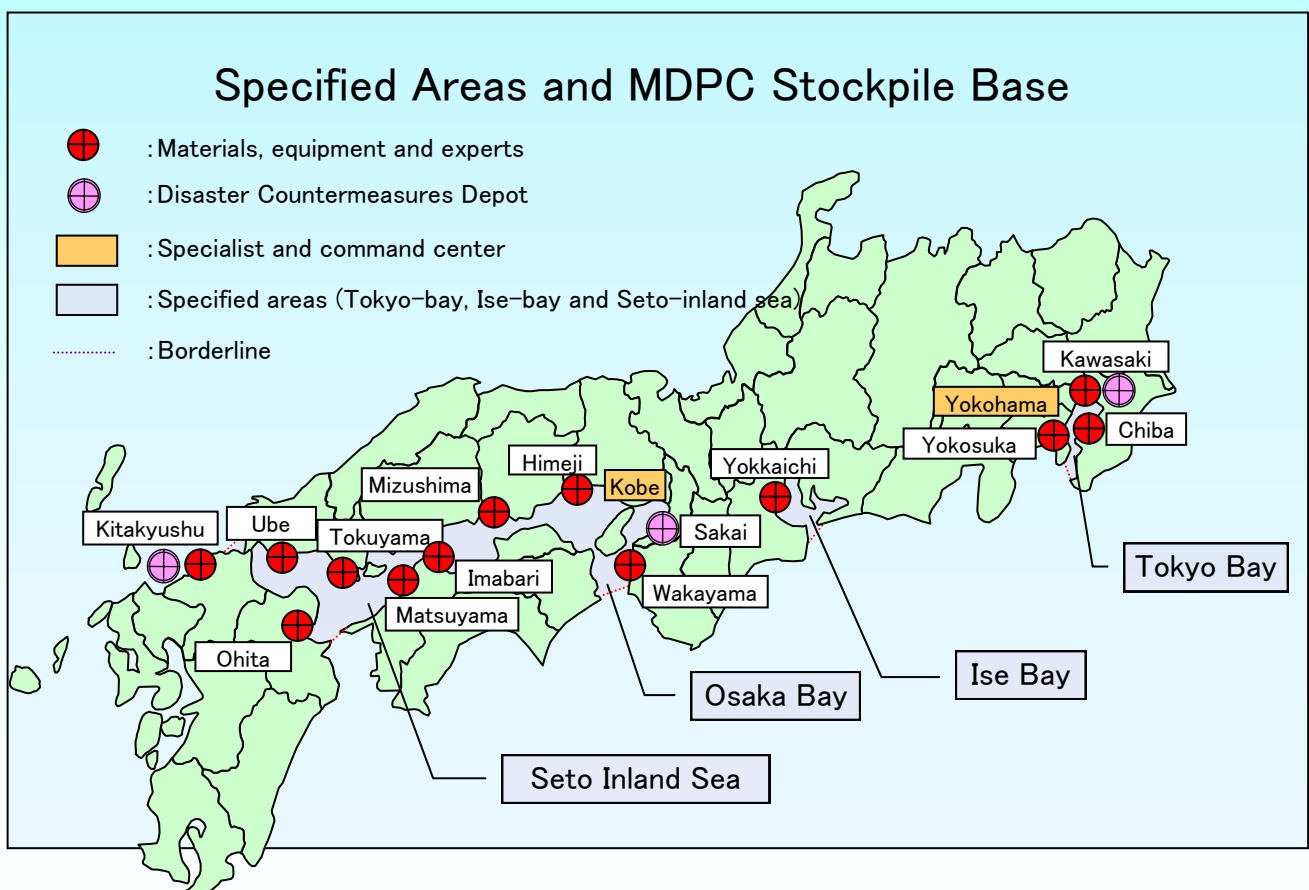 Specified Areas and MDPC Stockpile Base
:Materials, equipment and experts
:Disaster Countermeasures Depot
:Specialist and command center
:Specified areas (Tokyo-bay, Ise-bay and Seto-inland sea)
:Borderline
Kawasaki
Yokohama
Chiba
Yokosuka
Himeji
Yokkaichi
Mizushima
Kobe
Kitakyushu
Ube
Tokuyama
Sakai
Imabari
Wakayama
Matsuyama
Ohita
Tokyo Bay
Ise Bay
Osaka Bay
Seto Inland Sea